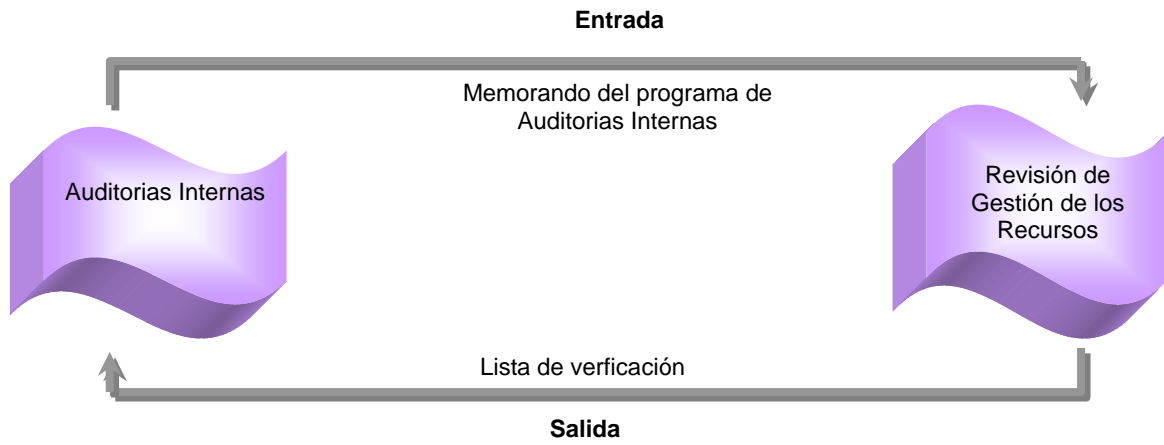 Entrada
Memorando del programa de
Auditorias Internas
Auditorias Internas
Revisión de
Gestión de los
Recursos
Lista de verficación
Salida